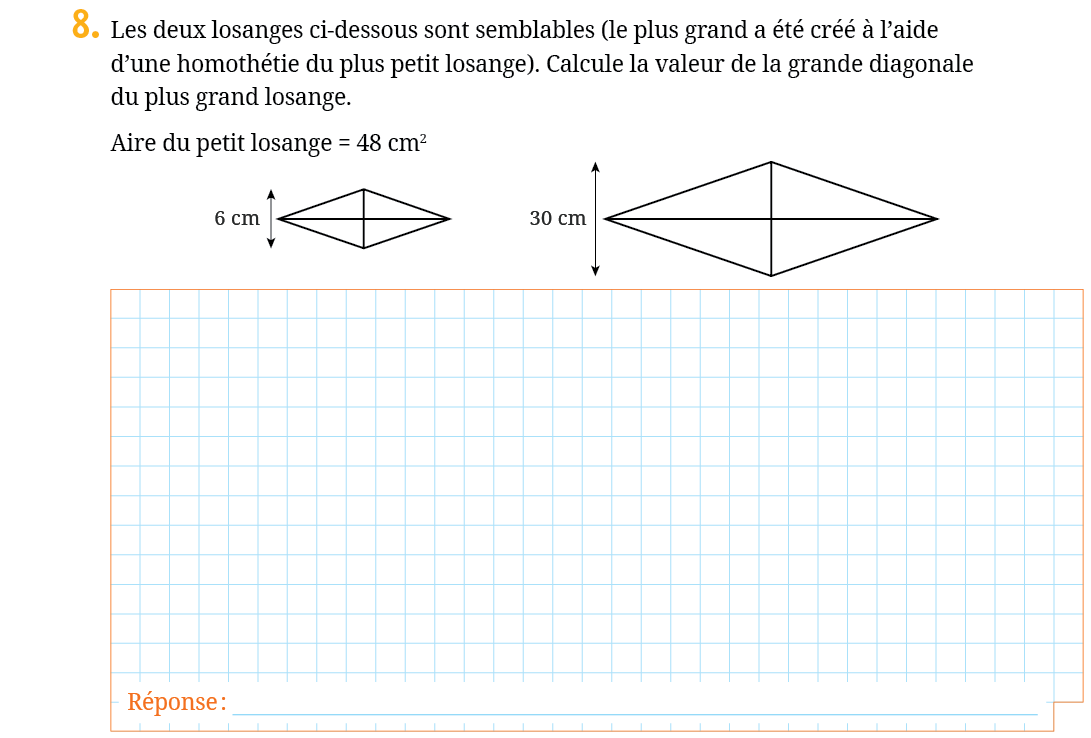 8. Les deux losanges ci-dessous sont semblables (le plus grand a été créé à l’aide
d’une homothétie du plus petit losange). Calcule la valeur de la grande diagonale
du plus grand losange.
Aire du petit losange = 48 cm²
6 cm
30 cm
Réponse :